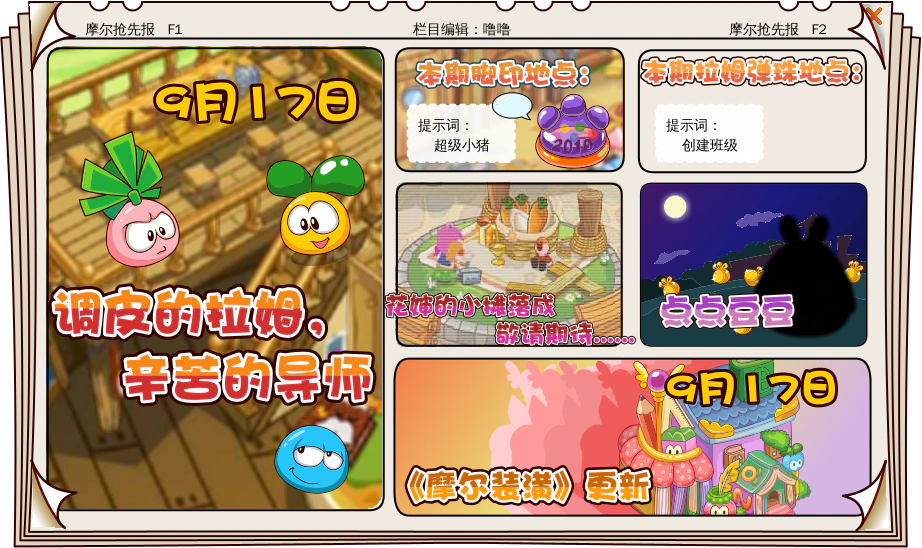 摩尔抢先报 F1
栏目编辑：噜噜
摩尔抢先报 F2
9月17日
调皮的拉姆，
辛苦的导师
本期脚印地点：
提示词：
超级小猪
2010
本期拉姆弹珠地点：
提示词：
创建班级
花婶的小摊落成
敬请期待……
点点豆豆
9月17日
《摩尔装潢》更新